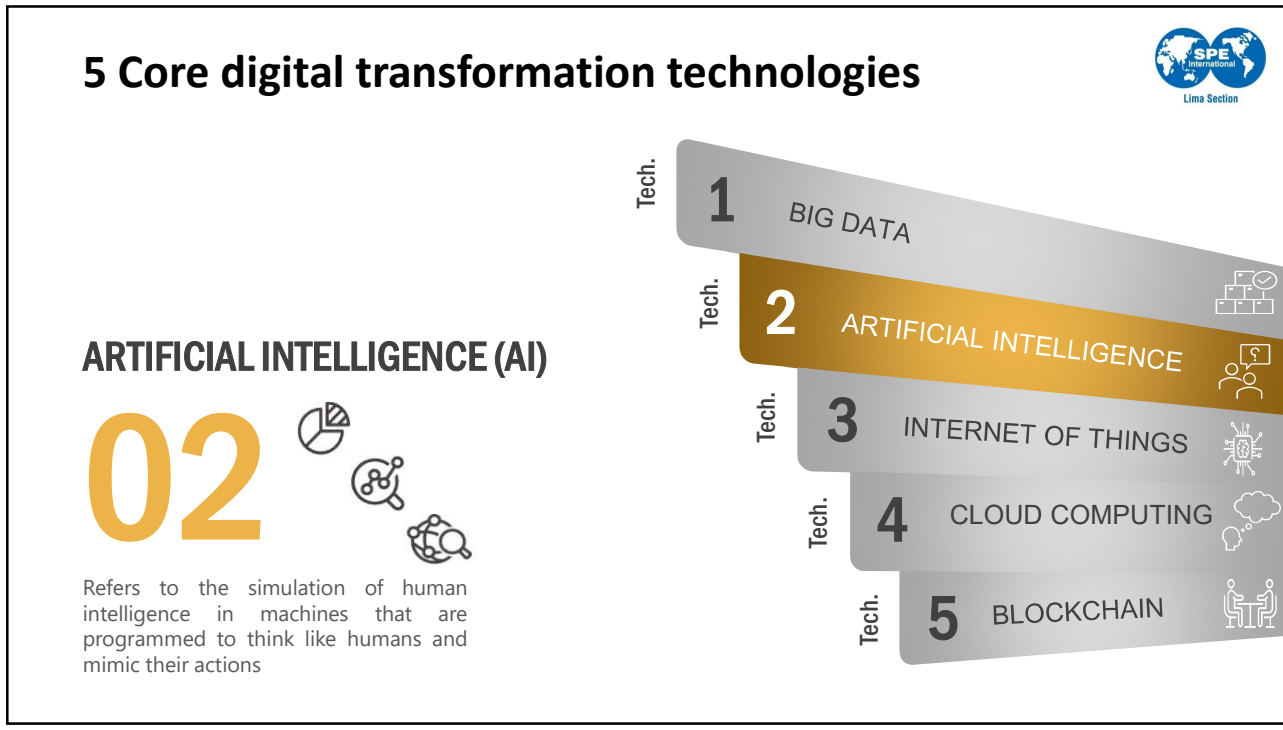 5 Core digital transformation technologies
SPE
International
Lima Section
Tech.
1
BIG DATA
Tech.
2
ARTIFICIAL INTELLIGENCE
Tech.
3
INTERNET OF THINGS
Tech.
4
CLOUD COMPUTING
Tech.
5
BLOCKCHAIN
ARTIFICIAL INTELLIGENCE (AI)
02
Refers to the simulation of human
intelligence in machines that are
programmed to think like humans and
mimic their actions